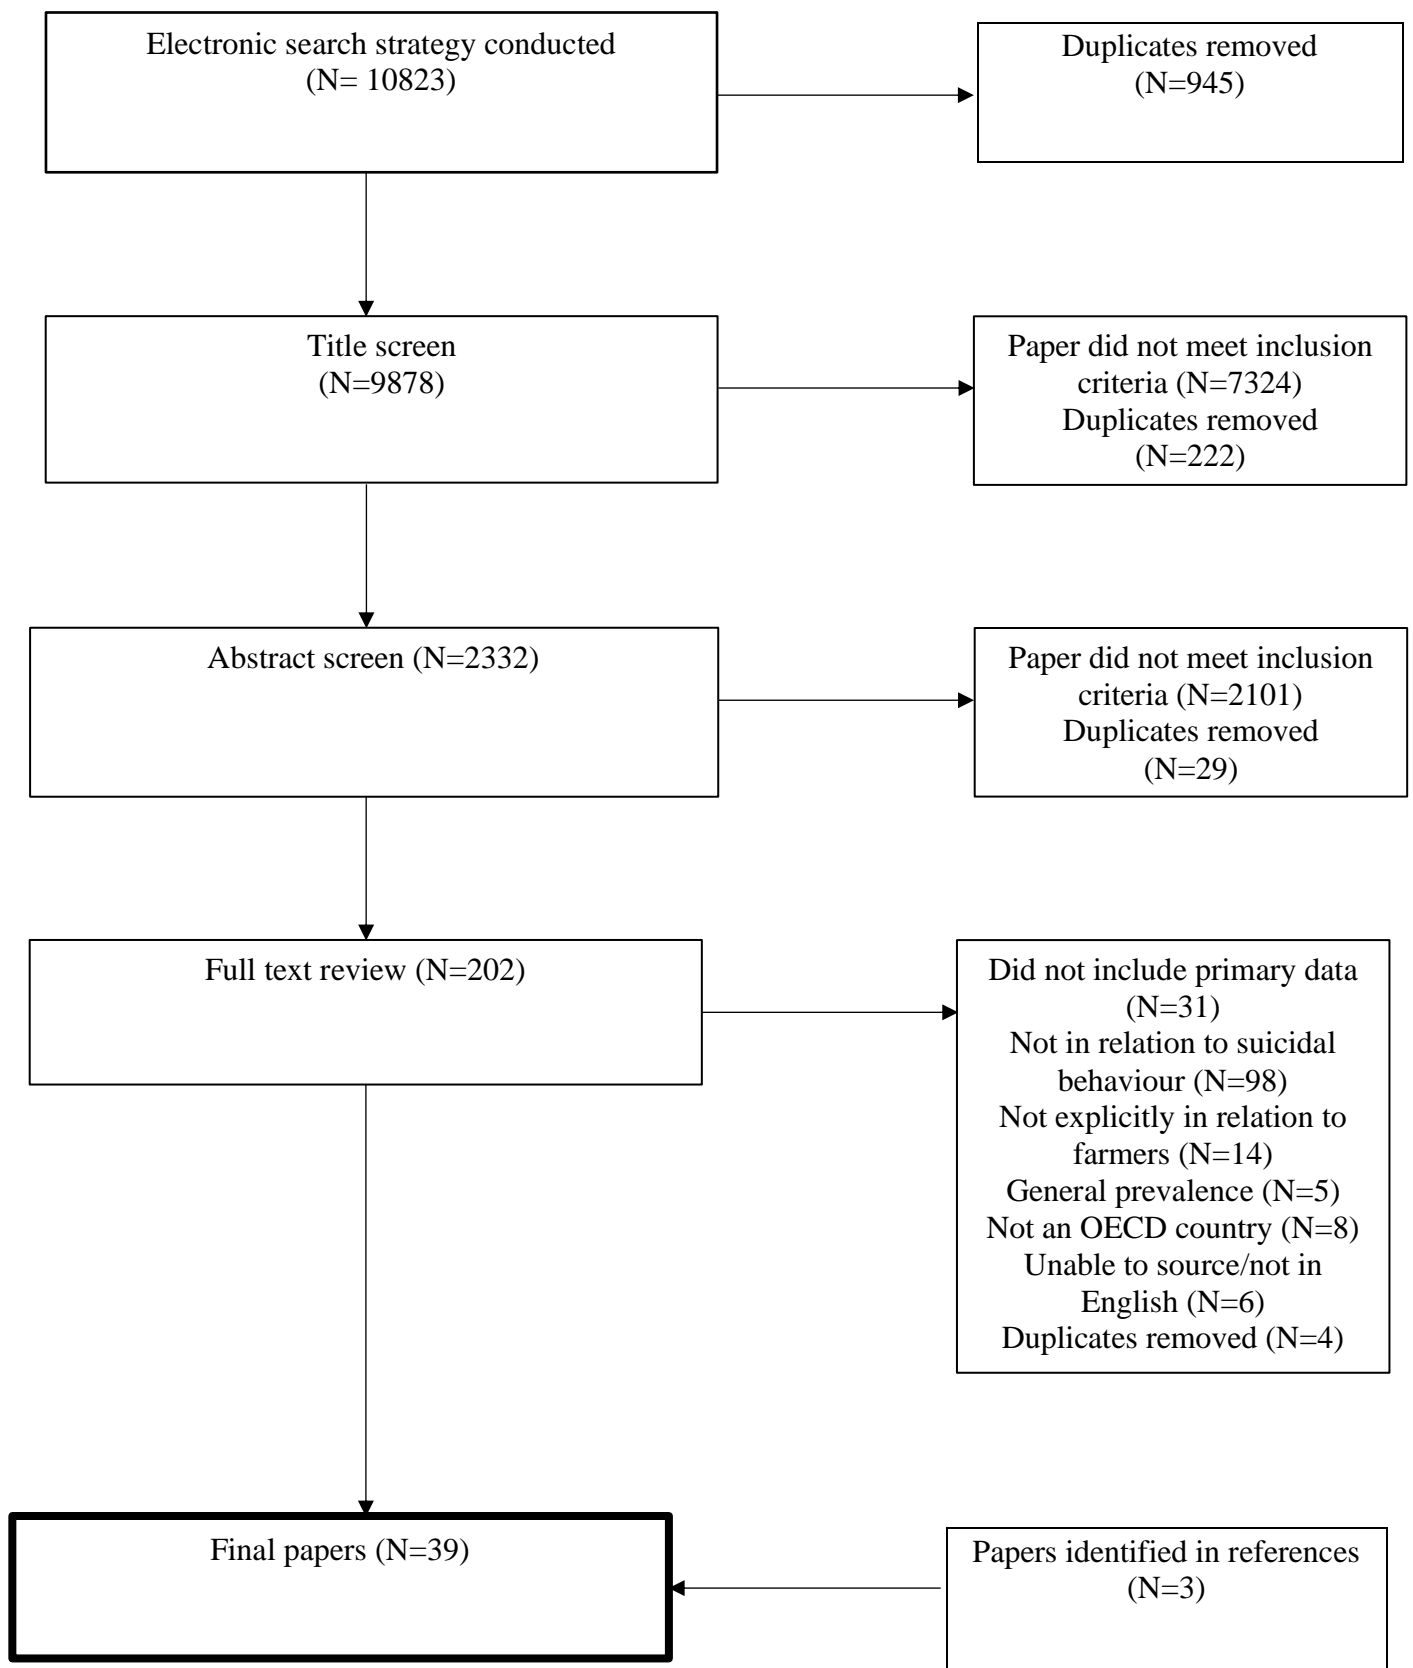 Electronic search strategy conducted
(N= 10823)
Duplicates removed
(N=945)
Title screen
(N=9878)
Paper did not meet inclusion
criteria (N=7324)
Duplicates removed
(N=222)
Abstract screen (N=2332)
Paper did not meet inclusion
criteria (N=2101)
Duplicates removed
(N=29)
Full text review (N=202)
Did not include primary data
(N=31)
Not in relation to suicidal
behaviour (N=98)
Not explicitly in relation to
farmers (N=14)
General prevalence (N=5)
Not an OECD country (N=8)
Unable to source/not in
English (N=6)
Duplicates removed (N=4)
Final papers (N=39)
Papers identified in references
(N=3)